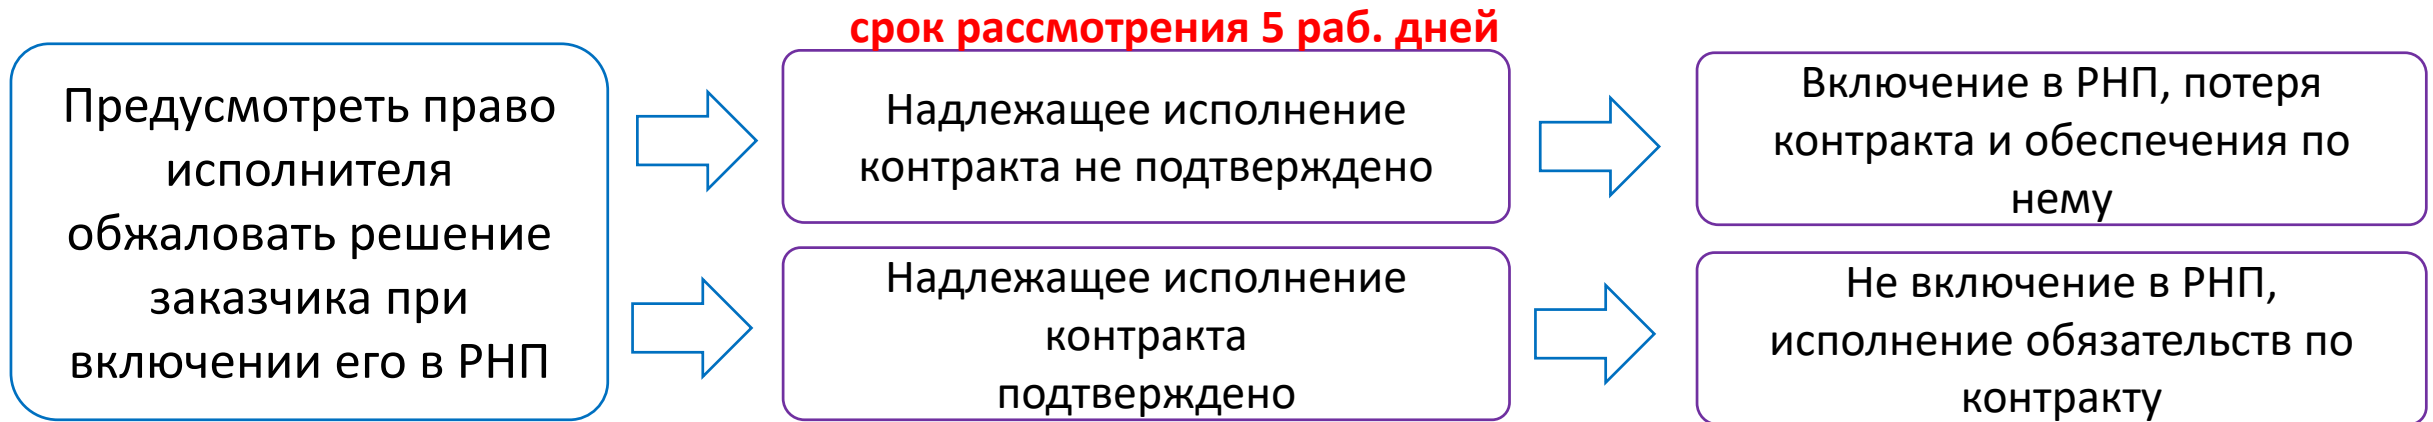 срок рассмотрения 5 раб. дней
Предусмотреть право
исполнителя
обжаловать решение
заказчика при
включении его в РНП
Надлежащее исполнение
контракта не подтверждено
Включение в РНП, потеря
контракта и обеспечения по
нему
Надлежащее исполнение
контракта
подтверждено
Не включение в РНП,
исполнение обязательств по
контракту